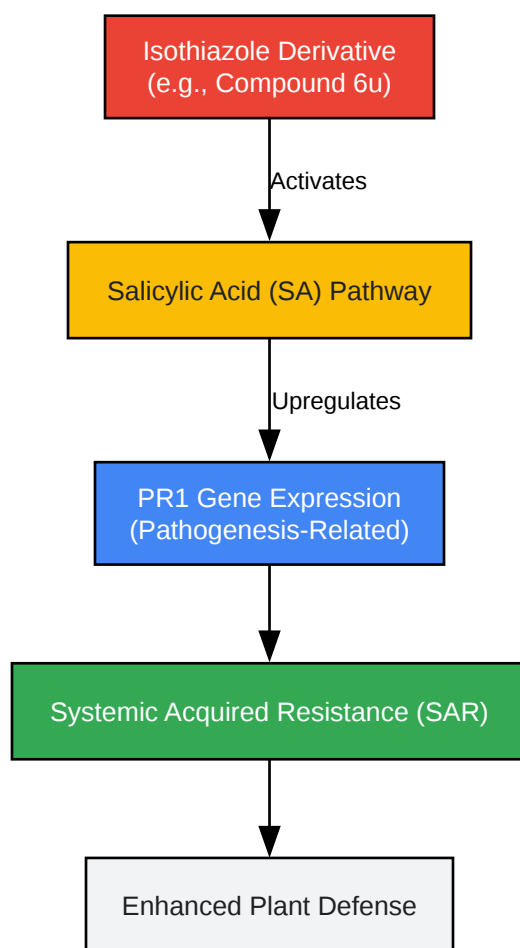 Isothiazole Derivative
(e.g., Compound 6u)
Activates
Salicylic Acid (SA) Pathway
Upregulates
PR1 Gene Expression
(Pathogenesis-Related)
Systemic Acquired Resistance (SAR)
Enhanced Plant Defense